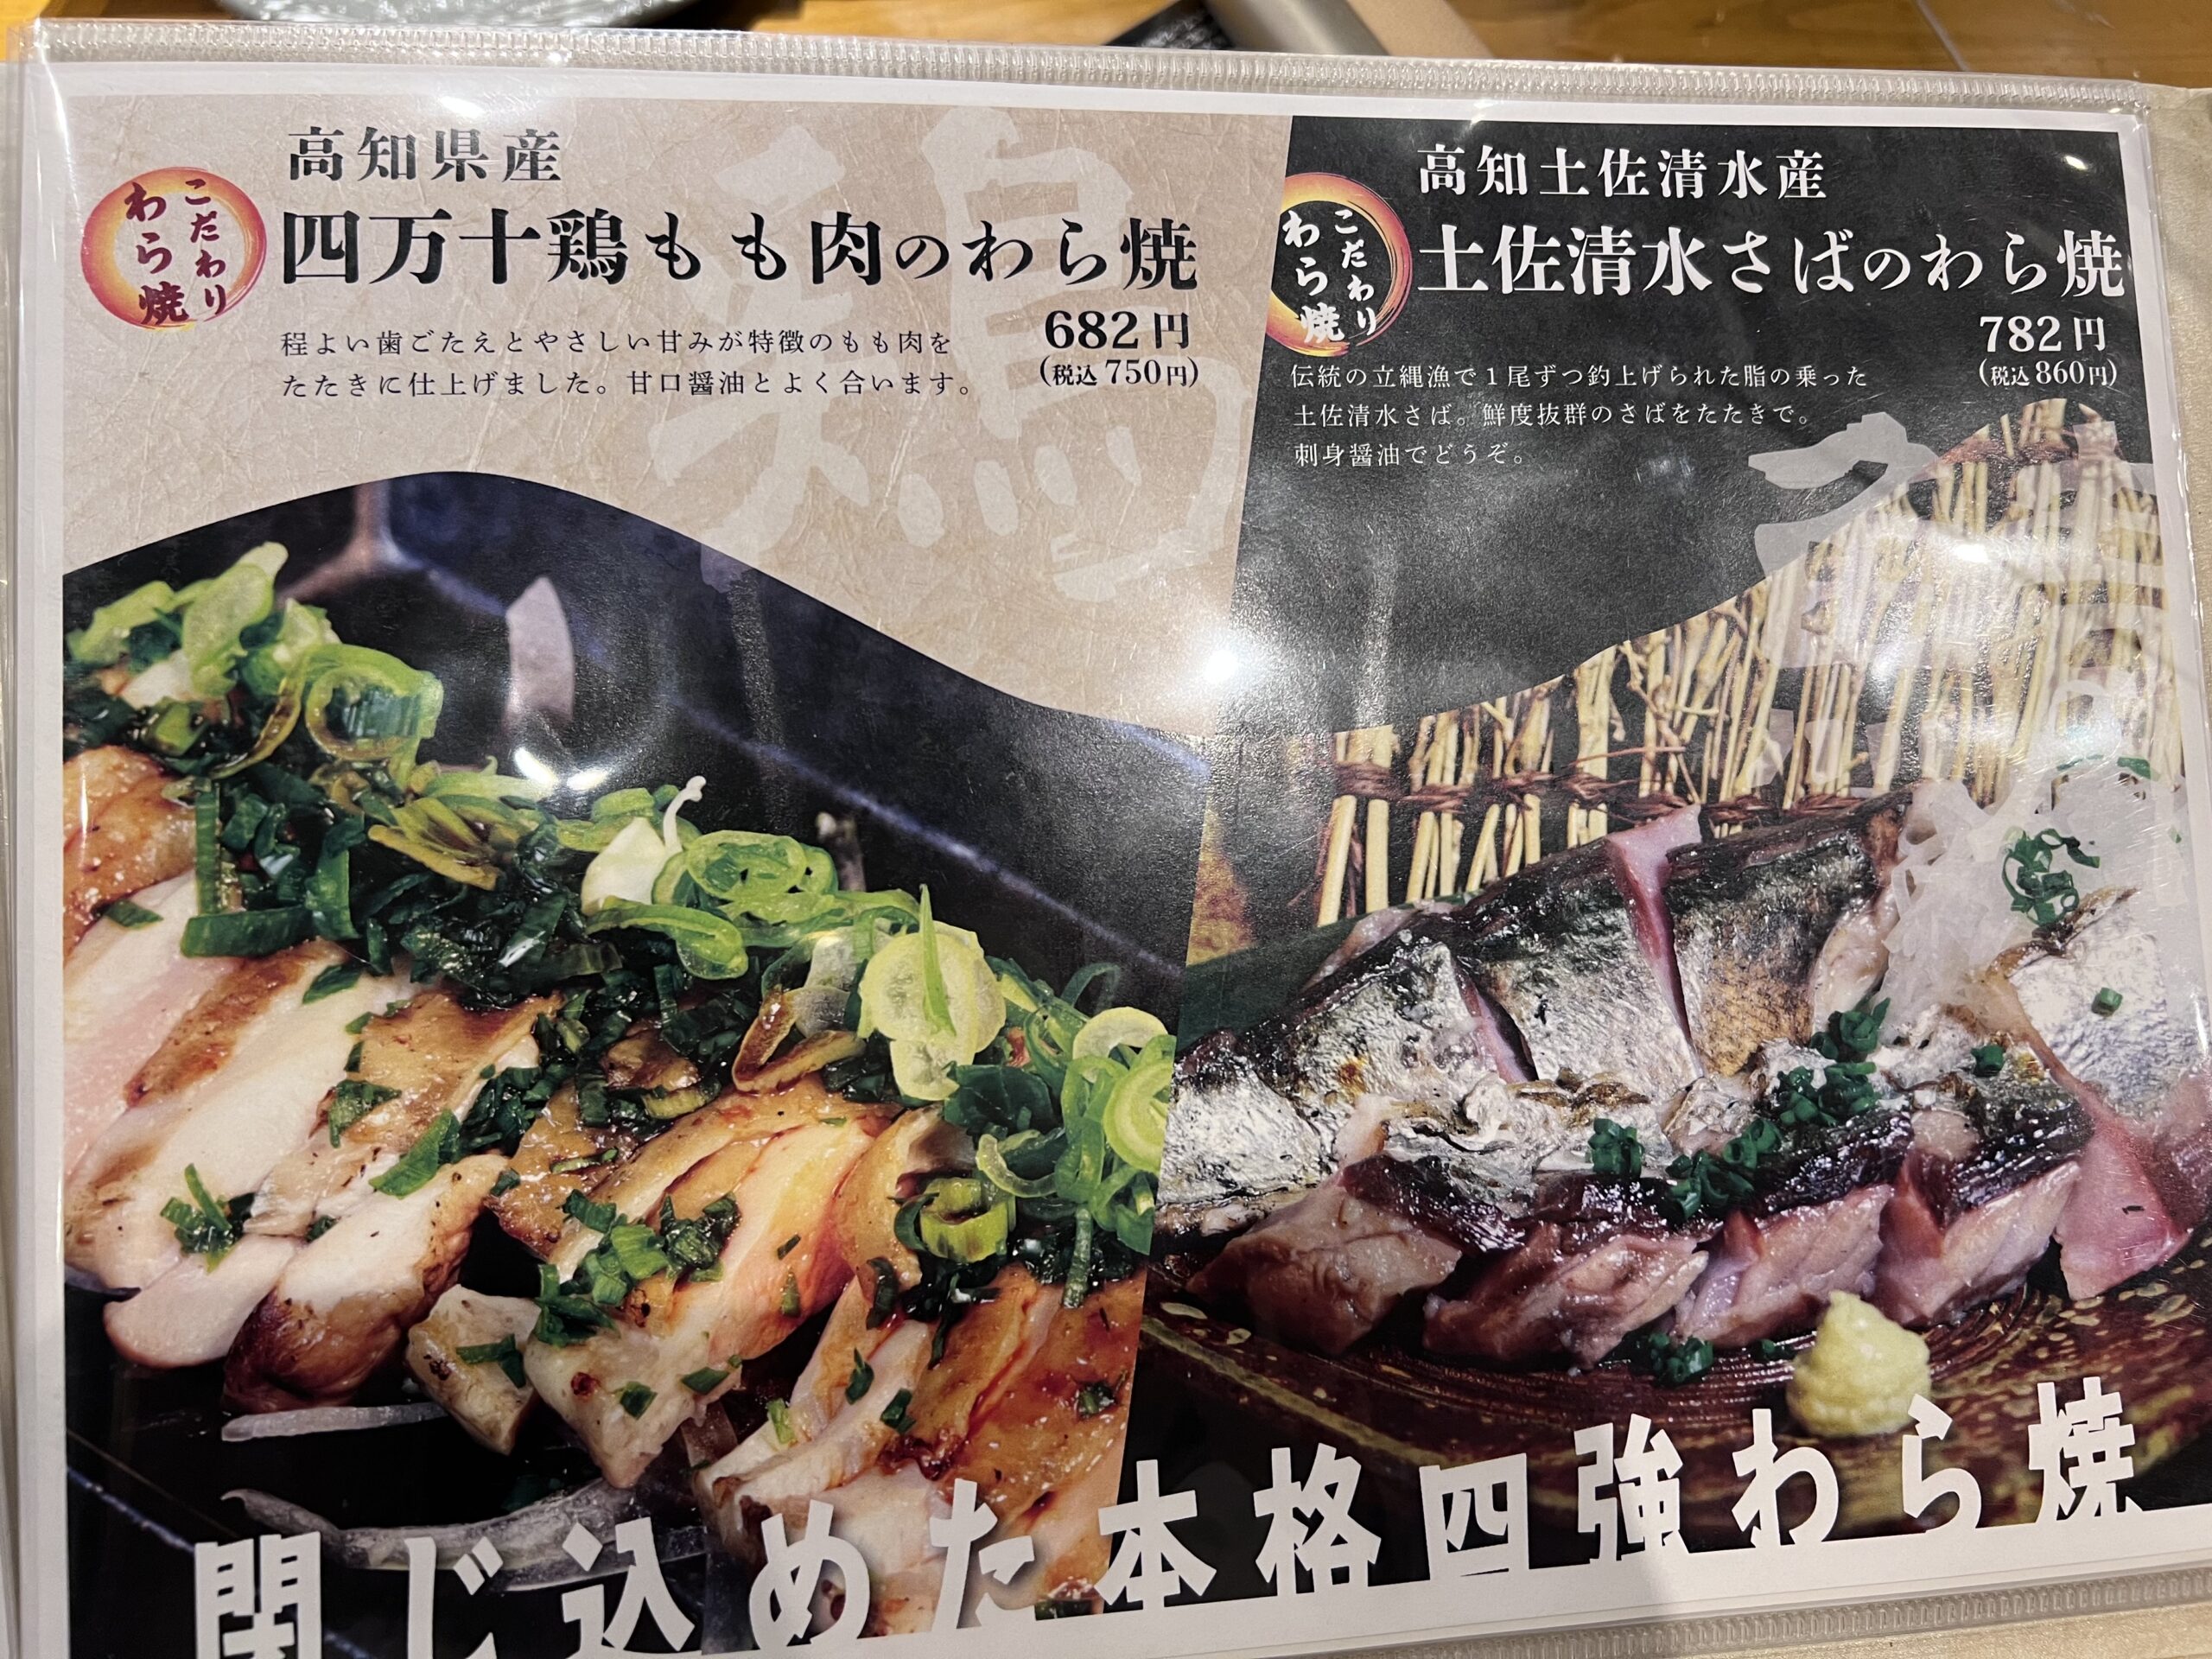 こだわり
わら焼
高知県産
四万十鶏もも肉のわら焼
682円
(税込750円)
程よい歯ごたえとやさしい甘みが特徴のもも肉を
たたきに仕上げました。甘口醤油とよく合います。
鶏
こだわり
わら焼
高知土佐清水産
土佐清水さばのわら焼
782円
(税込860円)
伝統の立縄漁で1尾ずつ釣上げられた脂の乗った
土佐清水さば。鮮度抜群のさばをたたきで。
刺身醤油でどうぞ。
閉じ込めた本格四強わら焼